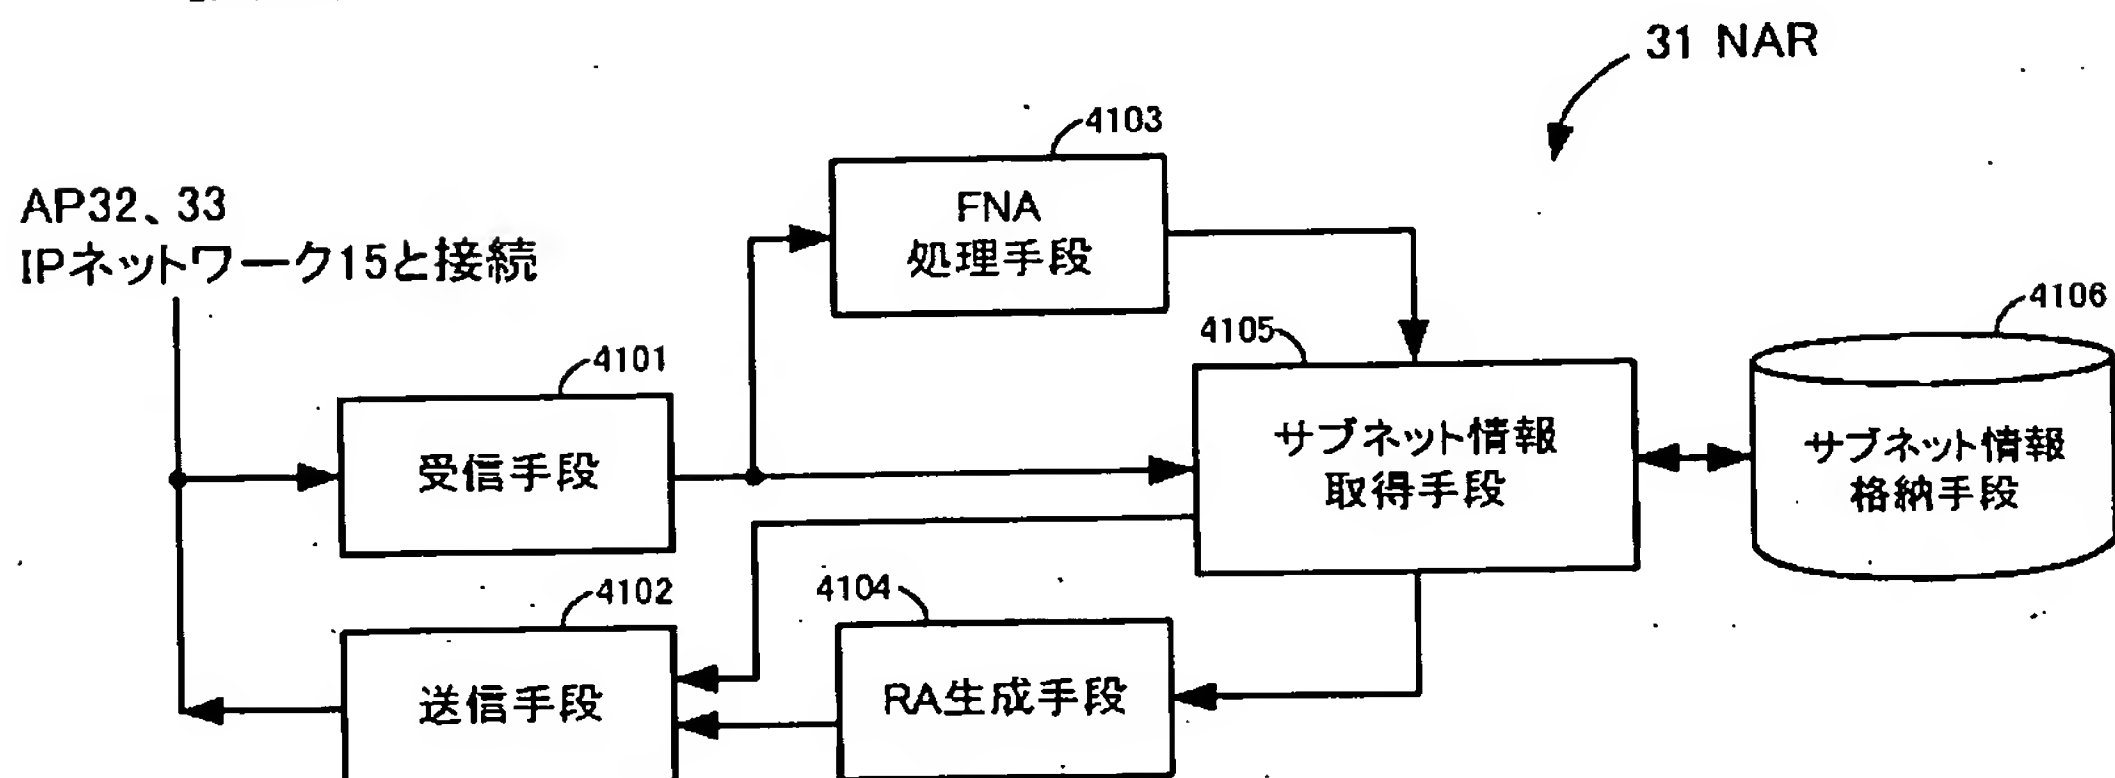 31 NAR
4103
AP32、33
IPネットワーク15と接続
FNA
処理手段
4106
4105
4101
サブネット情報
取得手段
サブネット情報
格納手段
受信手段
4102
4104
送信手段
RA生成手段